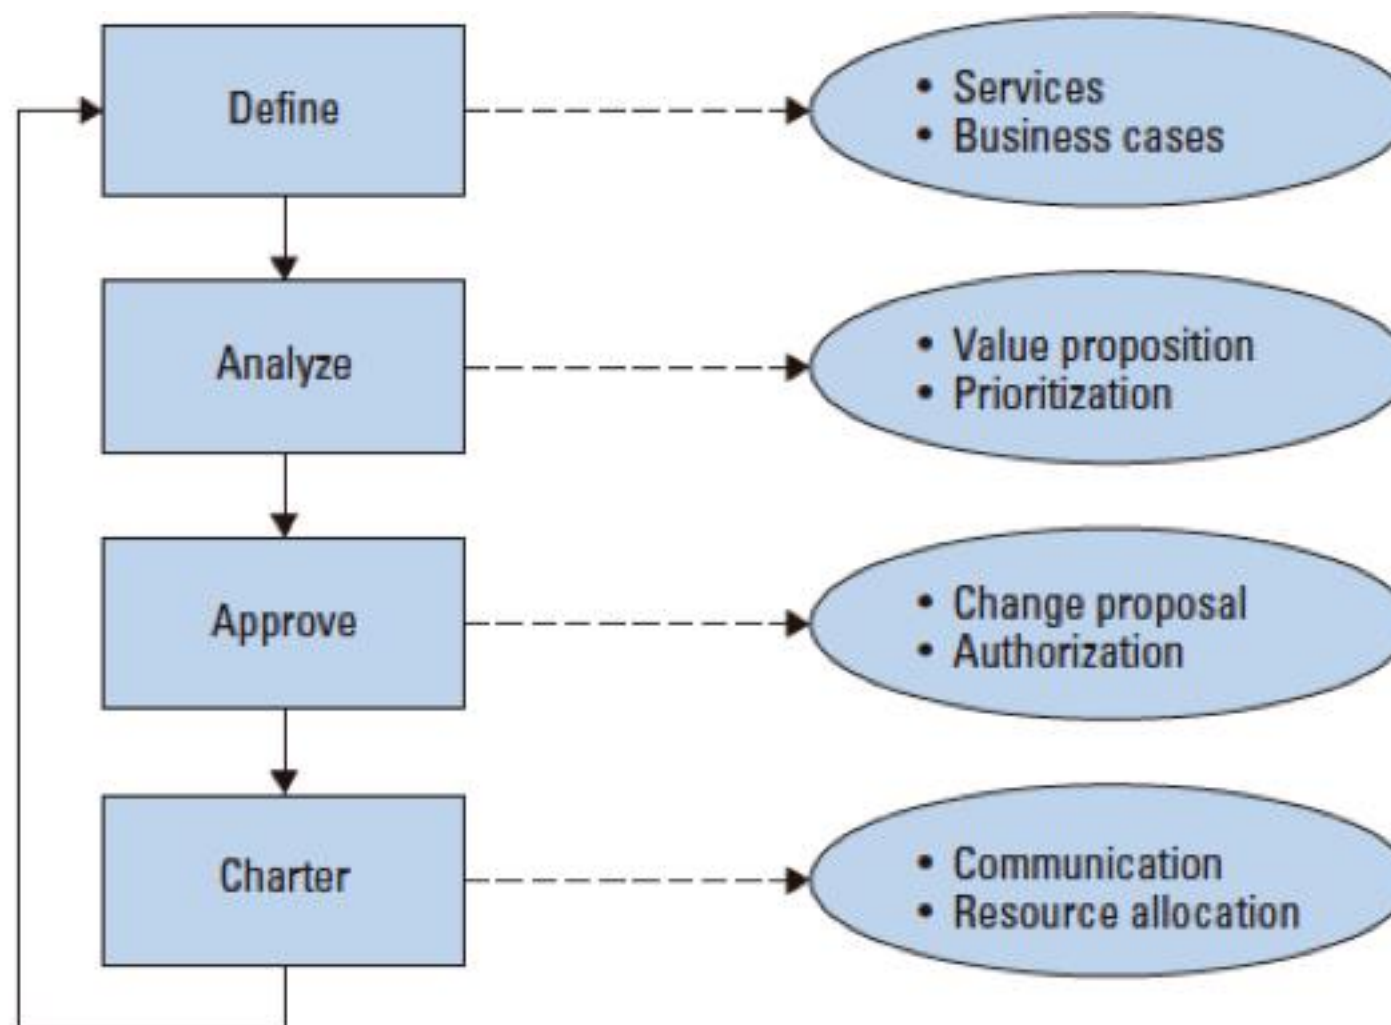 Define
• Services
• Business cases
Analyze
• Value proposition
• Prioritization
Approve
• Change proposal
• Authorization
Charter
• Communication
• Resource allocation